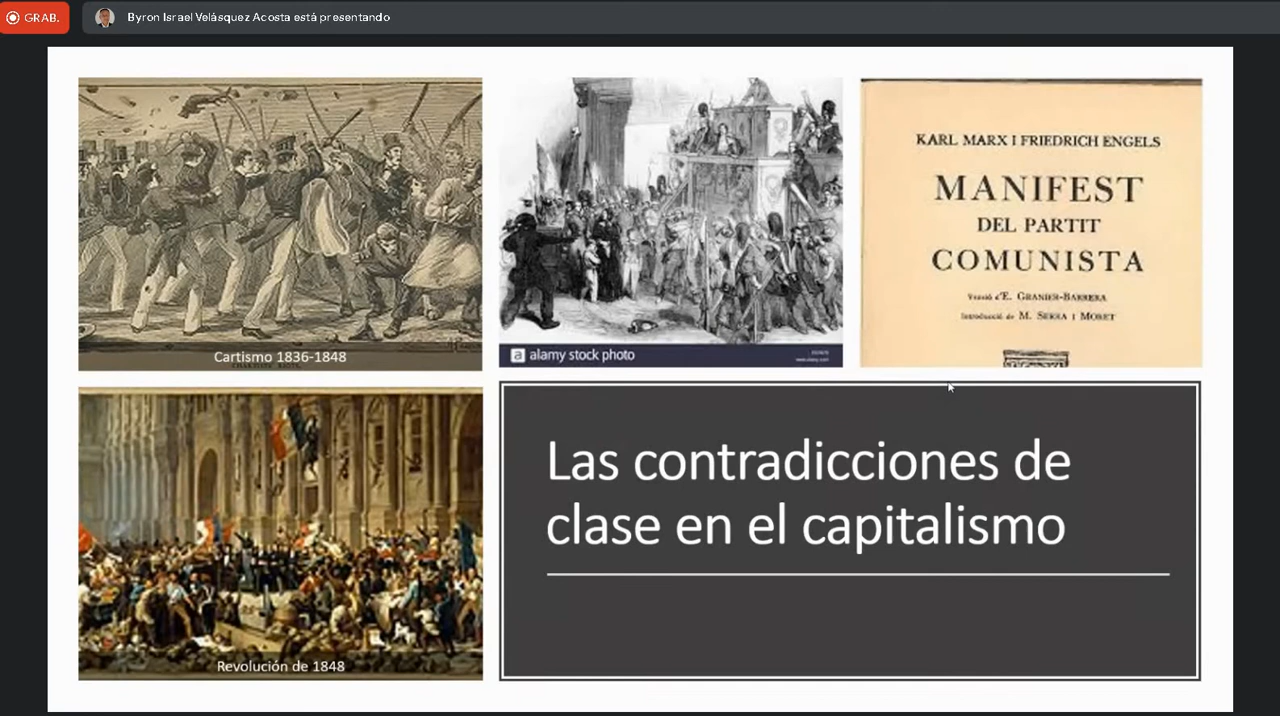 GRAB.
Byron Israel Velásquez Acosta está presentando
Cartismo 1836-1848
CHARTIST RIOTS.
a alamy stock photo
KARL MARX I FRIEDRICH ENGELS
MANIFEST
DEL PARTIT
COMUNISTA
Versió d'E. GRANIER-BARRERA
Introducció de M. SERRA I MORET
Revolución de 1848
Las contradicciones de
clase en el capitalismo